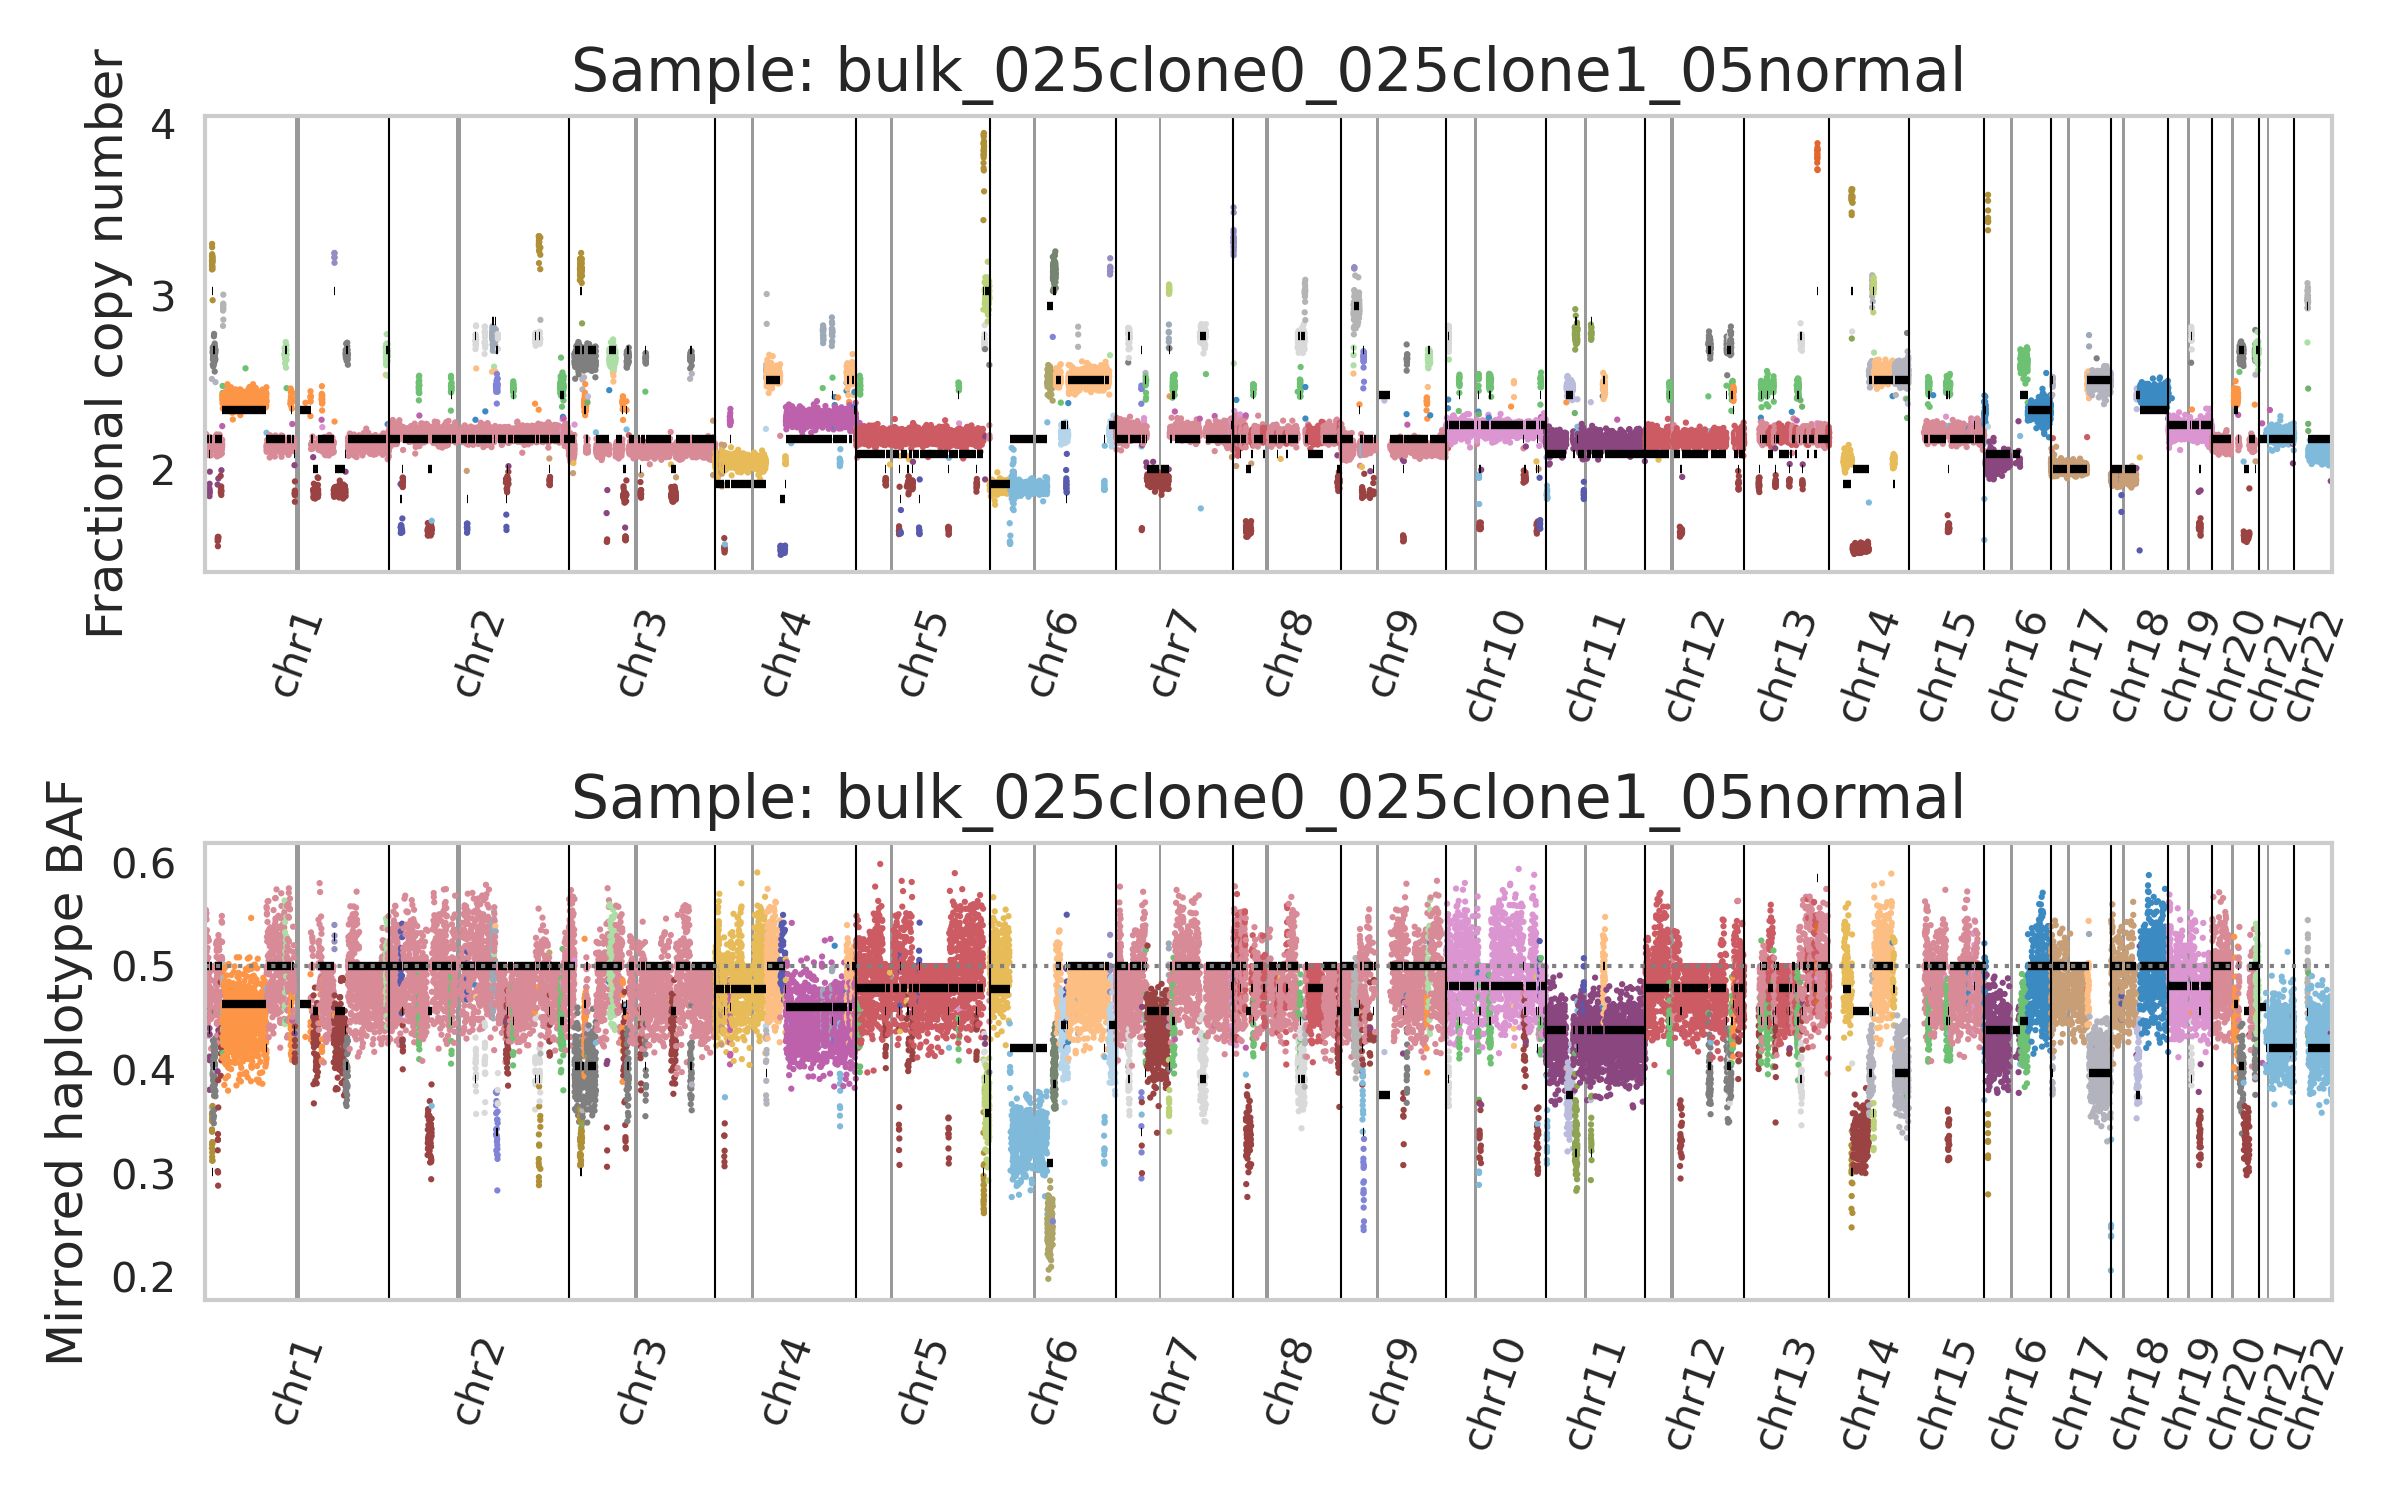 Sample: bulk_025clone0_025clone1_05normal
Fractional copy number
4
3
2
chr1
chr2
chr3
chr4
chr5
chr6
chr7
chr8
chr9
chr10
chr11
chr12
chr13
chr14
chr15
chr16
chr17
chr18
chr19
chr20
chr21
chr22
Sample: bulk_025clone0_025clone1_05normal
Mirrored haplotype BAF
0.6
0.5
0.4
0.3
0.2
chr1
chr2
chr3
chr4
chr5
chr6
chr7
chr8
chr9
chr10
chr11
chr12
chr13
chr14
chr15
chr16
chr17
chr18
chr19
chr20
chr21
chr22